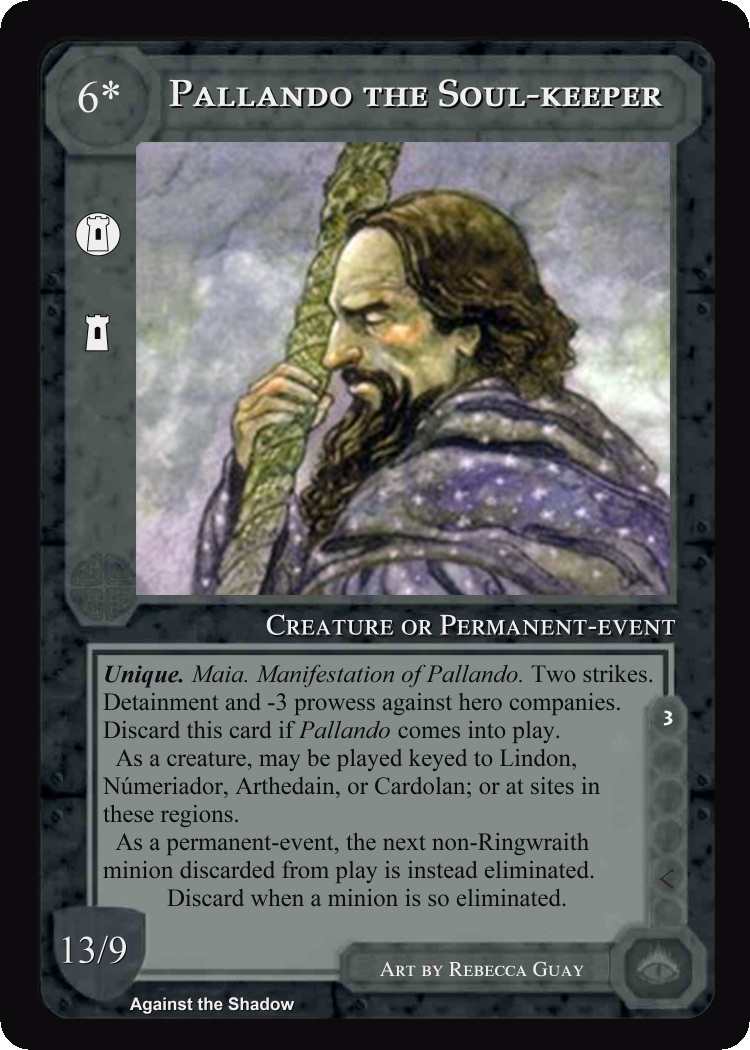 6*
Pallando the Soul-keeper
Creature or Permanent-event
Unique. Maia. Manifestation of Pallando. Two strikes.
Detainment and -3 prowess against hero companies.
Discard this card if Pallando comes into play.
As a creature, may be played keyed to Lindon,
Númeriador, Arthedain, or Cardolan; or at sites in
these regions.
As a permanent-event, the next non-Ringwraith
minion discarded from play is instead eliminated.
Discard when a minion is so eliminated.
3
13/9
Art by Rebecca Guay
Against the Shadow